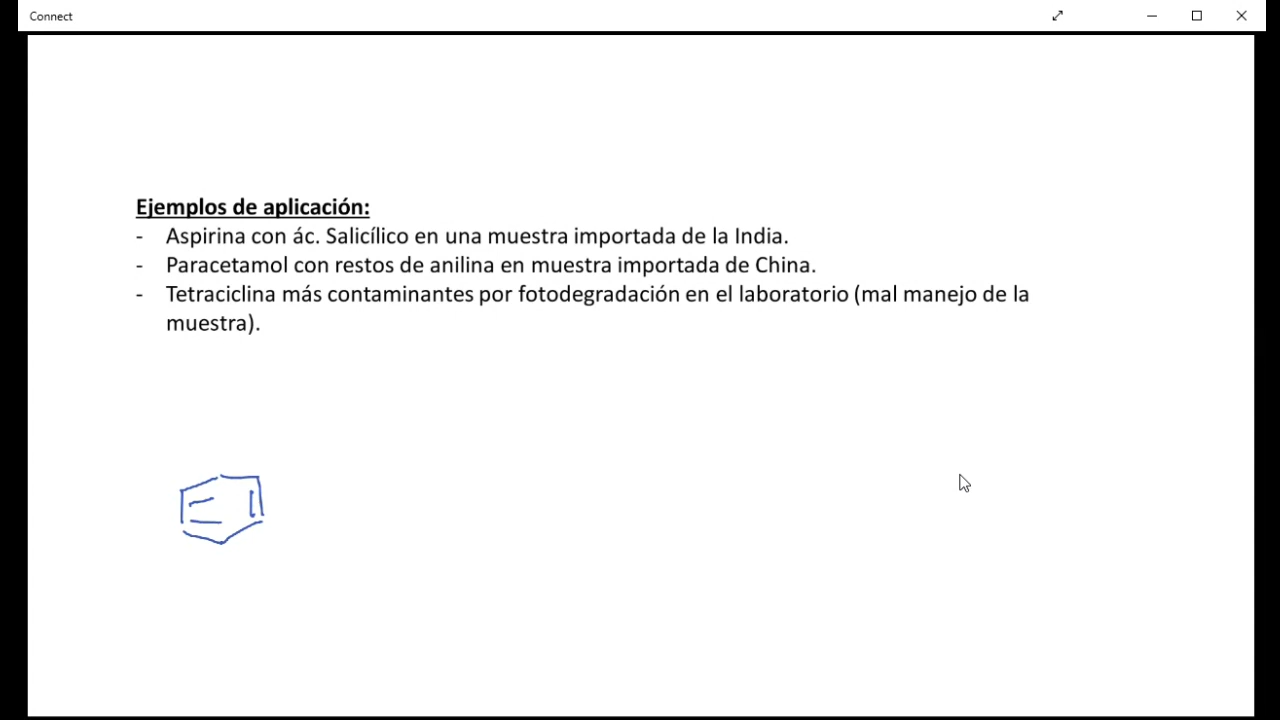 Connect
Ejemplos de aplicación:
- Aspirina con ác. Salicílico en una muestra importada de la India.
- Paracetamol con restos de anilina en muestra importada de China.
- Tetraciclina más contaminantes por fotodegradación en el laboratorio (mal manejo de la
muestra).